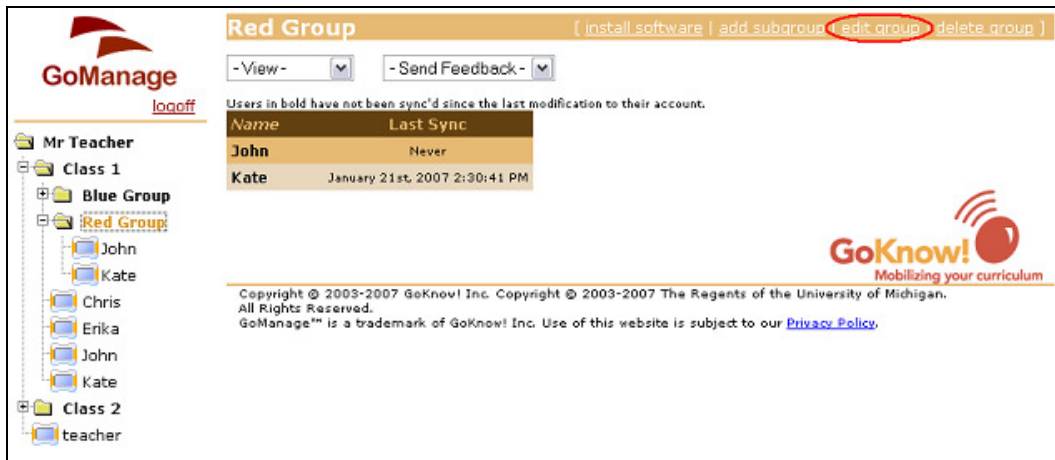 GoManage
logoff
Mr Teacher
Class 1
Blue Group
Red Group
John
Kate
Chris
Erika
John
Kate
Class 2
teacher
Red Group [ install software | add subgroup | edit group | delete group ]
-View- -Send Feedback-
Users in bold have not been sync'd since the last modification to their account.
Name Last Sync
John Never
Kate January 21st, 2007 2:30:41 PM
GoKnow!
Mobilizing your curriculum
Copyright © 2003-2007 GoKnow! Inc. Copyright © 2003-2007 The Regents of the University of Michigan.
All Rights Reserved.
GoManage™ is a trademark of GoKnow! Inc. Use of this website is subject to our Privacy Policy.